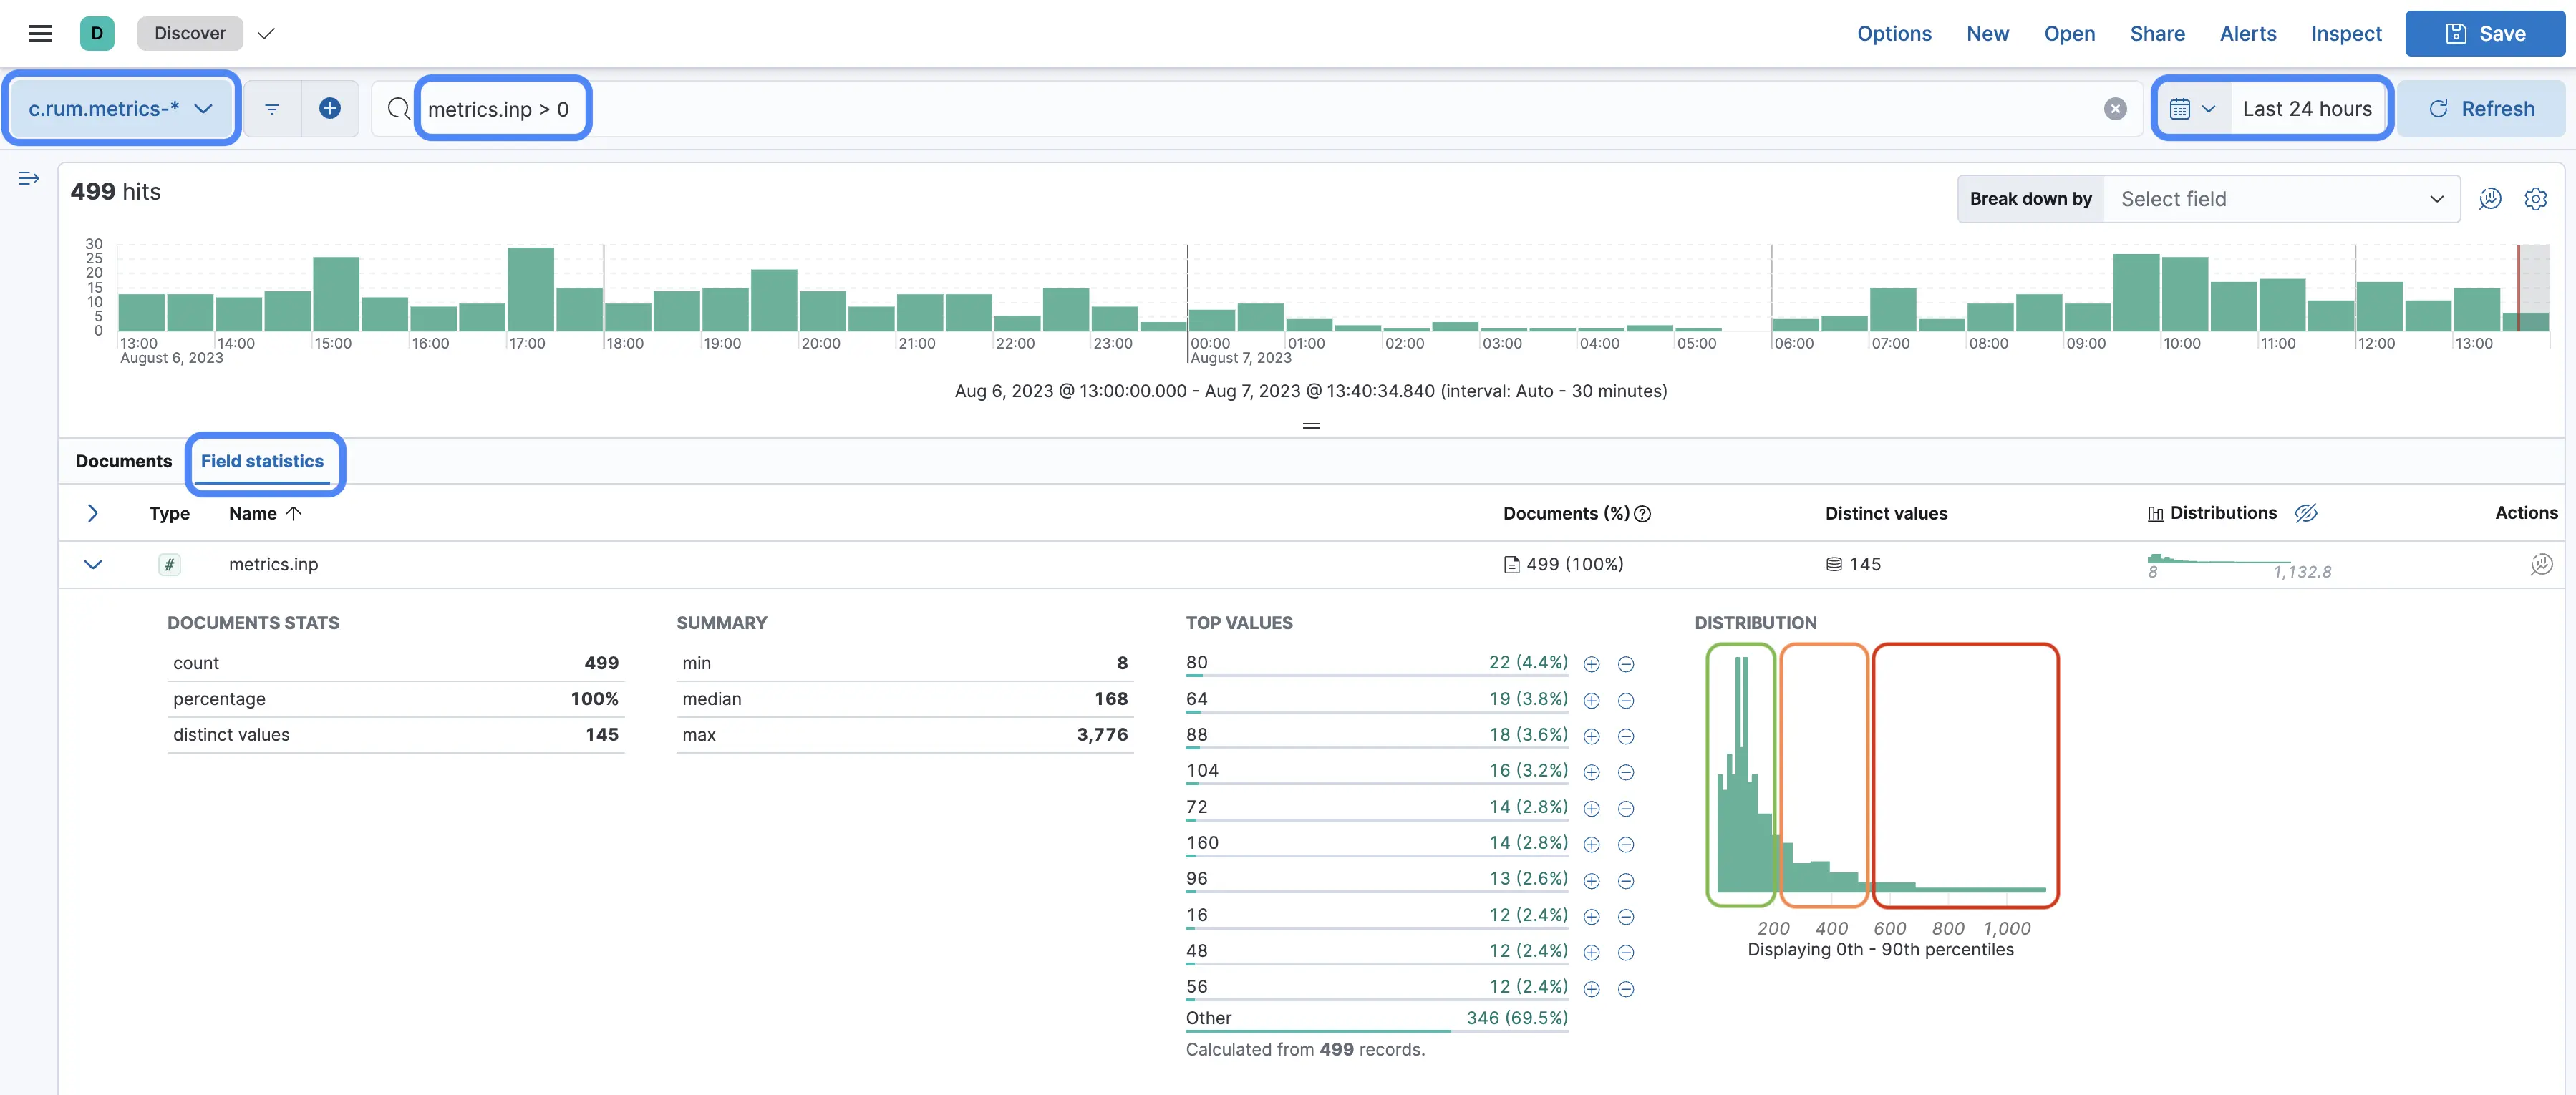 D Discover Options New Open Share Alerts Inspect Save
c.rum.metrics-* metrics.inp > 0 Last 24 hours Refresh
499 hits Break down by Select field
30
25
20
15
10
5
0
13:00 14:00 15:00 16:00 17:00 18:00 19:00 20:00 21:00 22:00 23:00 00:00 01:00 02:00 03:00 04:00 05:00 06:00 07:00 08:00 09:00 10:00 11:00 12:00 13:00
August 6, 2023 August 7, 2023
Aug 6, 2023 @ 13:00:00.000 - Aug 7, 2023 @ 13:40:34.840 (interval: Auto - 30 minutes)
Documents Field statistics
Type Name Documents (%) Distinct values Distributions Actions
# metrics.inp 499 (100%) 145 8 1,132.8
DOCUMENTS STATS
count 499
percentage 100%
distinct values 145
SUMMARY
min 8
median 168
max 3,776
TOP VALUES
80 22 (4.4%)
64 19 (3.8%)
88 18 (3.6%)
104 16 (3.2%)
72 14 (2.8%)
160 14 (2.8%)
96 13 (2.6%)
16 12 (2.4%)
48 12 (2.4%)
56 12 (2.4%)
Other 346 (69.5%)
Calculated from 499 records.
DISTRIBUTION
200 400 600 800 1,000
Displaying 0th - 90th percentiles